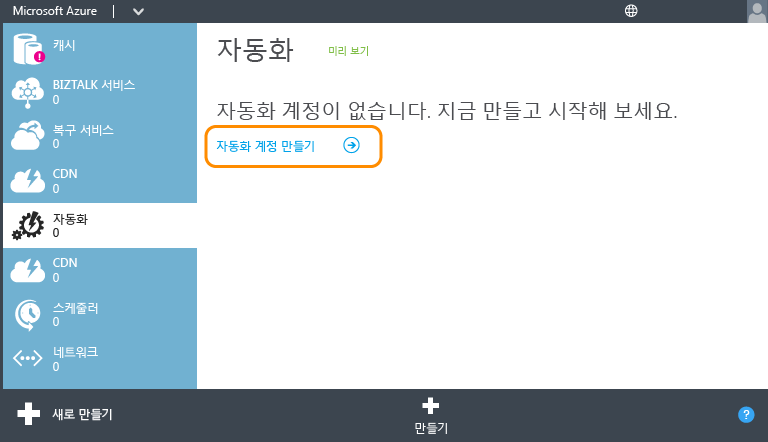 Microsoft Azure
캐시
!
BIZTALK 서비스
0
복구 서비스
0
CDN
0
자동화
0
CDN
0
스케줄러
0
네트워크
0
자동화 미리 보기
자동화 계정이 없습니다. 지금 만들고 시작해 보세요.
자동화 계정 만들기
새로 만들기
만들기
?